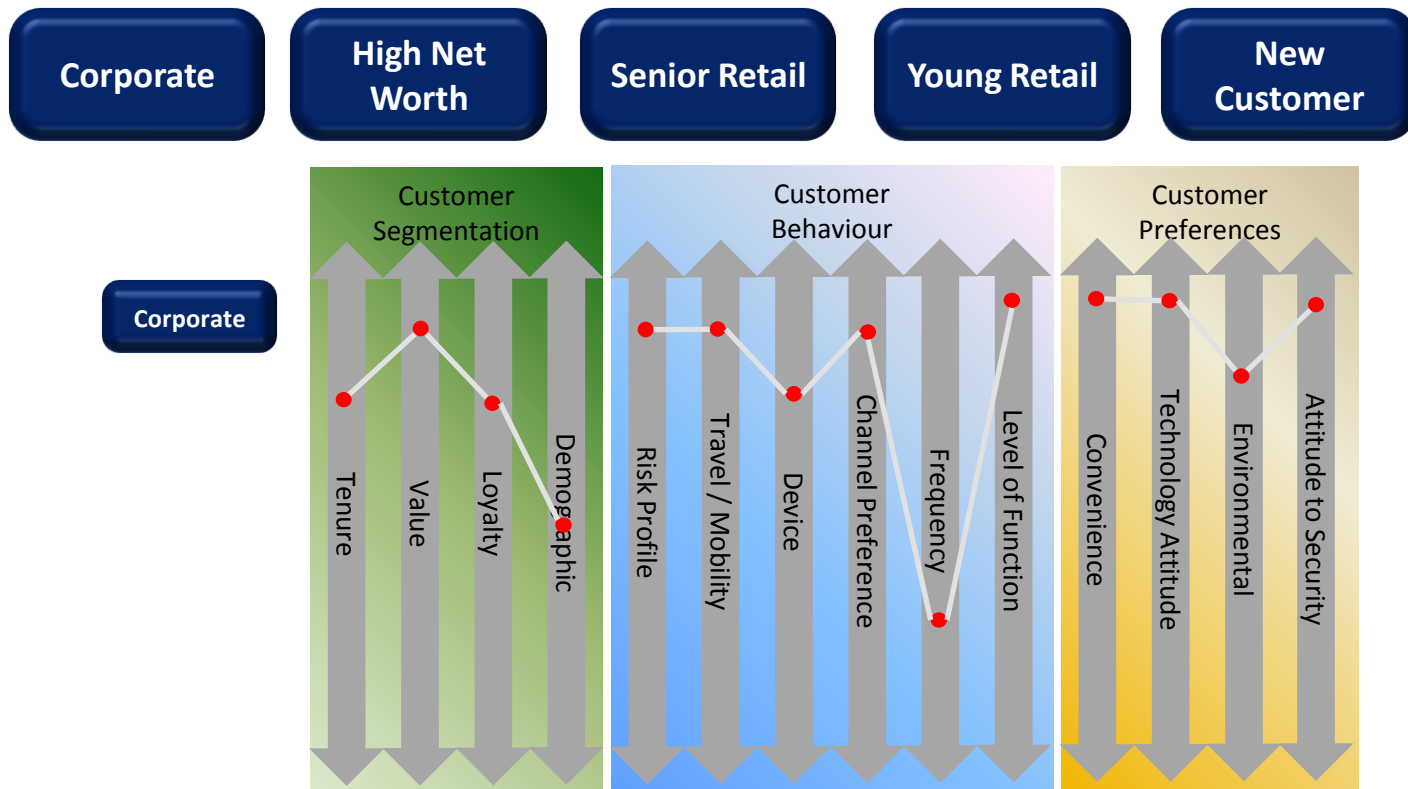 Corporate
High Net
Worth
Senior Retail
Young Retail
New
Customer
Customer
Segmentation
Customer
Behaviour
Customer
Preferences
Corporate
Tenure
Value
Loyalty
Demographic
Risk Profile
Travel / Mobility
Device
Channel Preference
Frequency
Level of Function
Convenience
Technology Attitude
Environmental
Attitude to Security